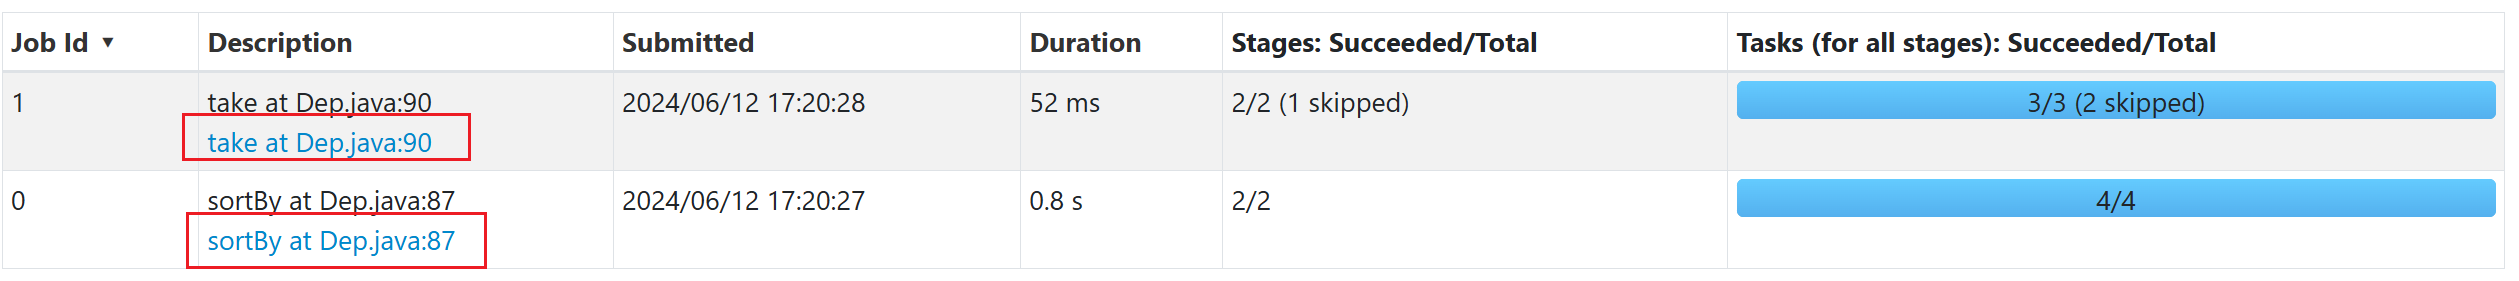 Job Id ▼ Description Submitted Duration Stages: Succeeded/Total Tasks (for all stages): Succeeded/Total
1 take at Dep.java:90 2024/06/12 17:20:28 52 ms 2/2 (1 skipped) 3/3 (2 skipped)
take at Dep.java:90
0 sortBy at Dep.java:87 2024/06/12 17:20:27 0.8 s 2/2 4/4
sortBy at Dep.java:87